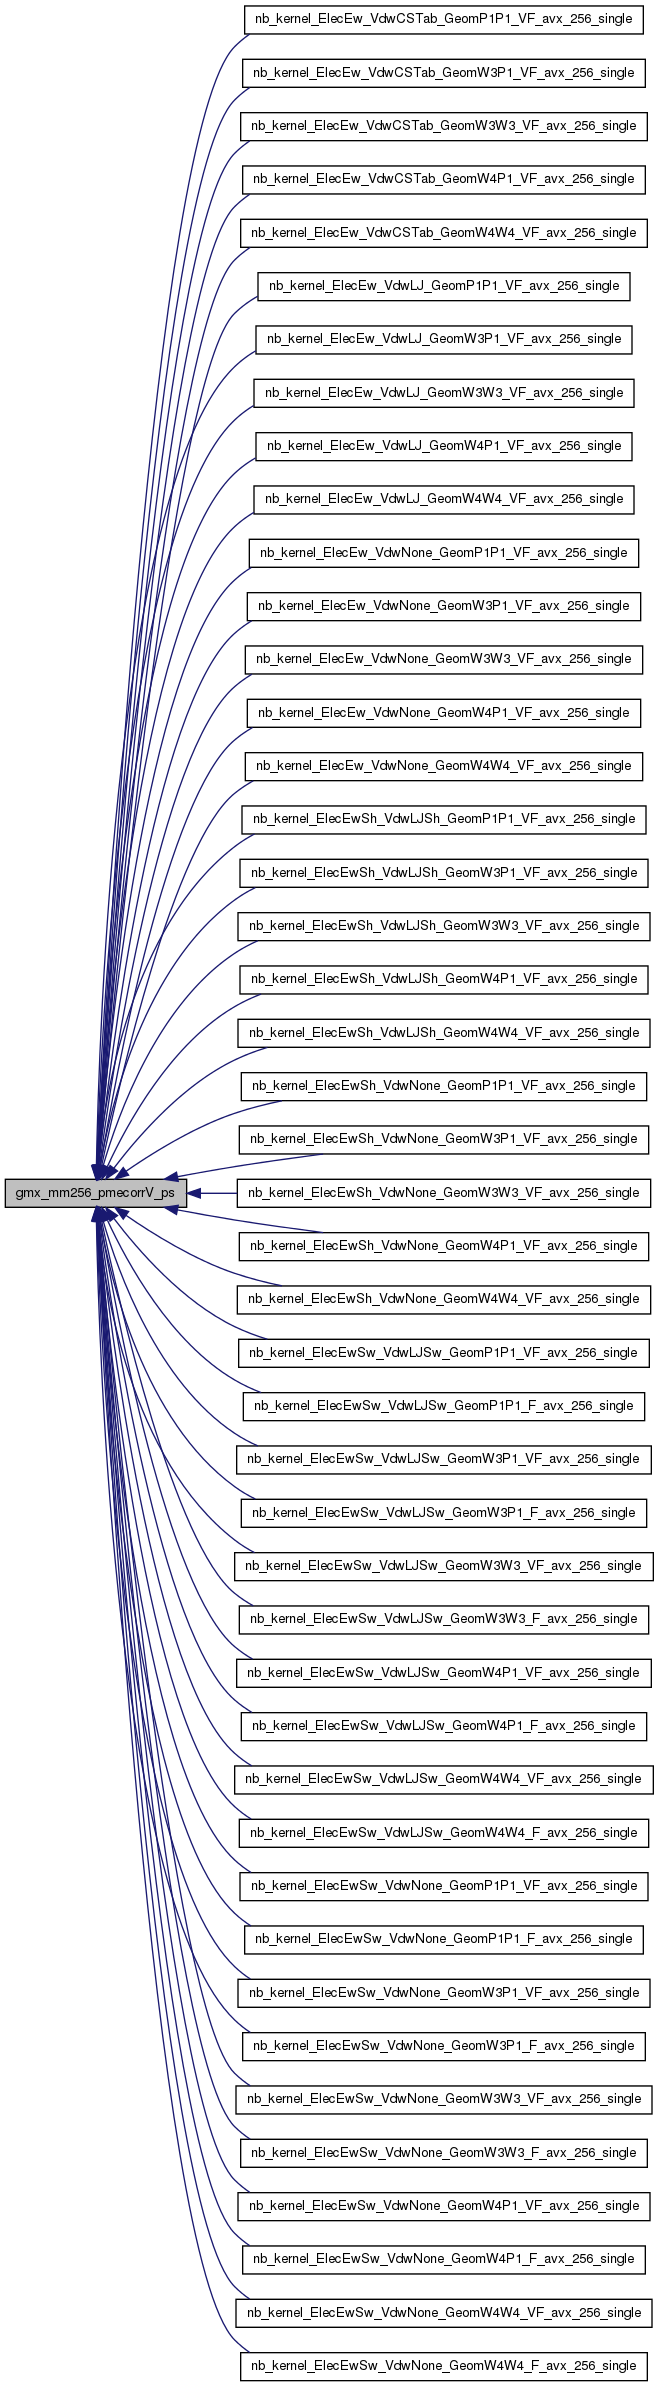 nb_kernel_ElecEw_VdwCSTab_GeomP1P1_VF_avx_256_single
nb_kernel_ElecEw_VdwCSTab_GeomW3P1_VF_avx_256_single
nb_kernel_ElecEw_VdwCSTab_GeomW3W3_VF_avx_256_single
nb_kernel_ElecEw_VdwCSTab_GeomW4P1_VF_avx_256_single
nb_kernel_ElecEw_VdwCSTab_GeomW4W4_VF_avx_256_single
nb_kernel_ElecEw_VdwLJ_GeomP1P1_VF_avx_256_single
nb_kernel_ElecEw_VdwLJ_GeomW3P1_VF_avx_256_single
nb_kernel_ElecEw_VdwLJ_GeomW3W3_VF_avx_256_single
nb_kernel_ElecEw_VdwLJ_GeomW4P1_VF_avx_256_single
nb_kernel_ElecEw_VdwLJ_GeomW4W4_VF_avx_256_single
nb_kernel_ElecEw_VdwNone_GeomP1P1_VF_avx_256_single
nb_kernel_ElecEw_VdwNone_GeomW3P1_VF_avx_256_single
nb_kernel_ElecEw_VdwNone_GeomW3W3_VF_avx_256_single
nb_kernel_ElecEw_VdwNone_GeomW4P1_VF_avx_256_single
nb_kernel_ElecEw_VdwNone_GeomW4W4_VF_avx_256_single
nb_kernel_ElecEwSh_VdwLJSh_GeomP1P1_VF_avx_256_single
nb_kernel_ElecEwSh_VdwLJSh_GeomW3P1_VF_avx_256_single
nb_kernel_ElecEwSh_VdwLJSh_GeomW3W3_VF_avx_256_single
nb_kernel_ElecEwSh_VdwLJSh_GeomW4P1_VF_avx_256_single
nb_kernel_ElecEwSh_VdwLJSh_GeomW4W4_VF_avx_256_single
nb_kernel_ElecEwSh_VdwNone_GeomP1P1_VF_avx_256_single
nb_kernel_ElecEwSh_VdwNone_GeomW3P1_VF_avx_256_single
gmx_mm256_pmecorrV_ps
nb_kernel_ElecEwSh_VdwNone_GeomW3W3_VF_avx_256_single
nb_kernel_ElecEwSh_VdwNone_GeomW4P1_VF_avx_256_single
nb_kernel_ElecEwSh_VdwNone_GeomW4W4_VF_avx_256_single
nb_kernel_ElecEwSw_VdwLJSw_GeomP1P1_VF_avx_256_single
nb_kernel_ElecEwSw_VdwLJSw_GeomP1P1_F_avx_256_single
nb_kernel_ElecEwSw_VdwLJSw_GeomW3P1_VF_avx_256_single
nb_kernel_ElecEwSw_VdwLJSw_GeomW3P1_F_avx_256_single
nb_kernel_ElecEwSw_VdwLJSw_GeomW3W3_VF_avx_256_single
nb_kernel_ElecEwSw_VdwLJSw_GeomW3W3_F_avx_256_single
nb_kernel_ElecEwSw_VdwLJSw_GeomW4P1_VF_avx_256_single
nb_kernel_ElecEwSw_VdwLJSw_GeomW4P1_F_avx_256_single
nb_kernel_ElecEwSw_VdwLJSw_GeomW4W4_VF_avx_256_single
nb_kernel_ElecEwSw_VdwLJSw_GeomW4W4_F_avx_256_single
nb_kernel_ElecEwSw_VdwNone_GeomP1P1_VF_avx_256_single
nb_kernel_ElecEwSw_VdwNone_GeomP1P1_F_avx_256_single
nb_kernel_ElecEwSw_VdwNone_GeomW3P1_VF_avx_256_single
nb_kernel_ElecEwSw_VdwNone_GeomW3P1_F_avx_256_single
nb_kernel_ElecEwSw_VdwNone_GeomW3W3_VF_avx_256_single
nb_kernel_ElecEwSw_VdwNone_GeomW3W3_F_avx_256_single
nb_kernel_ElecEwSw_VdwNone_GeomW4P1_VF_avx_256_single
nb_kernel_ElecEwSw_VdwNone_GeomW4P1_F_avx_256_single
nb_kernel_ElecEwSw_VdwNone_GeomW4W4_VF_avx_256_single
nb_kernel_ElecEwSw_VdwNone_GeomW4W4_F_avx_256_single